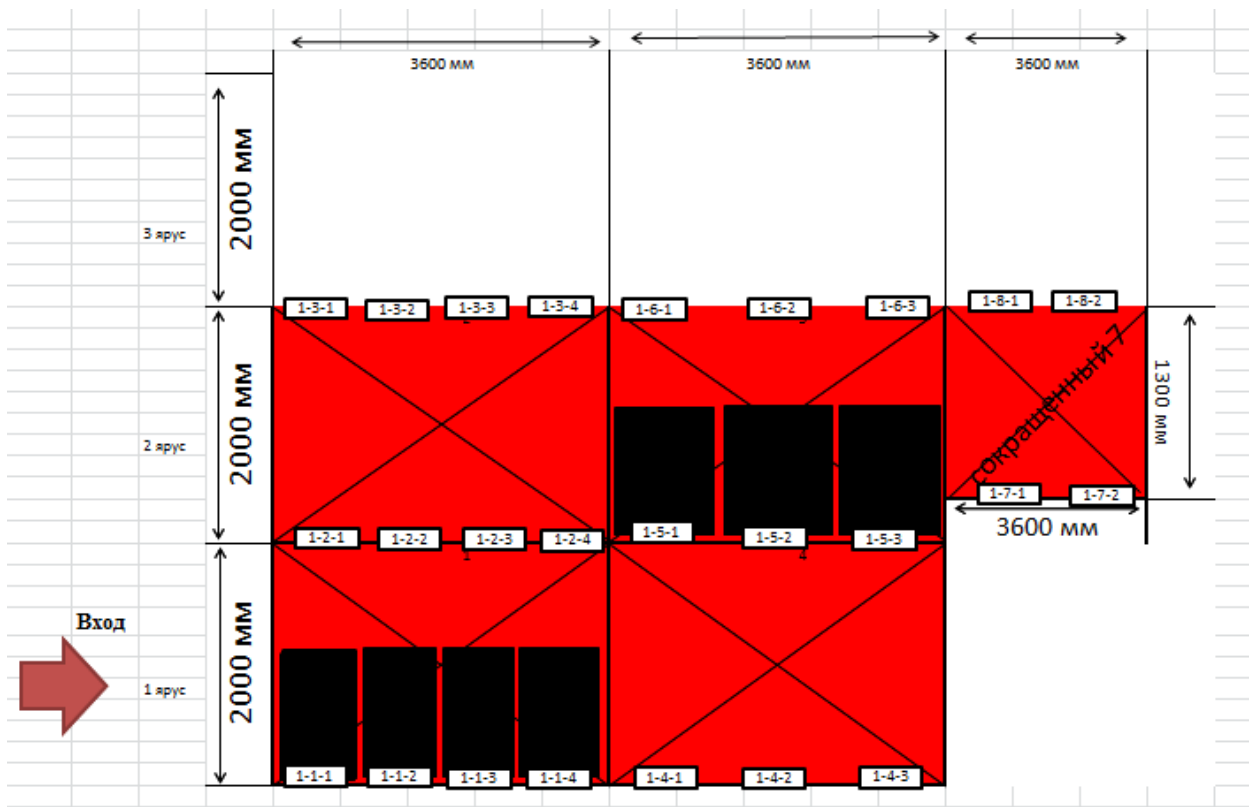 3600 мм
3600 мм
3600 мм
2000 мм
3 ярус
1-3-1
1-3-2
1-3-3
1-3-4
1-6-1
1-6-2
1-6-3
1-8-1
1-8-2
2000 мм
2 ярус
сокращенный 7
1300 мм
1-7-1
1-7-2
3600 мм
1-2-1
1-2-2
1-2-3
1-2-4
1-5-1
1-5-2
1-5-3
4
Вход
2000 мм
1 ярус
1-1-1
1-1-2
1-1-3
1-1-4
1-4-1
1-4-2
1-4-3